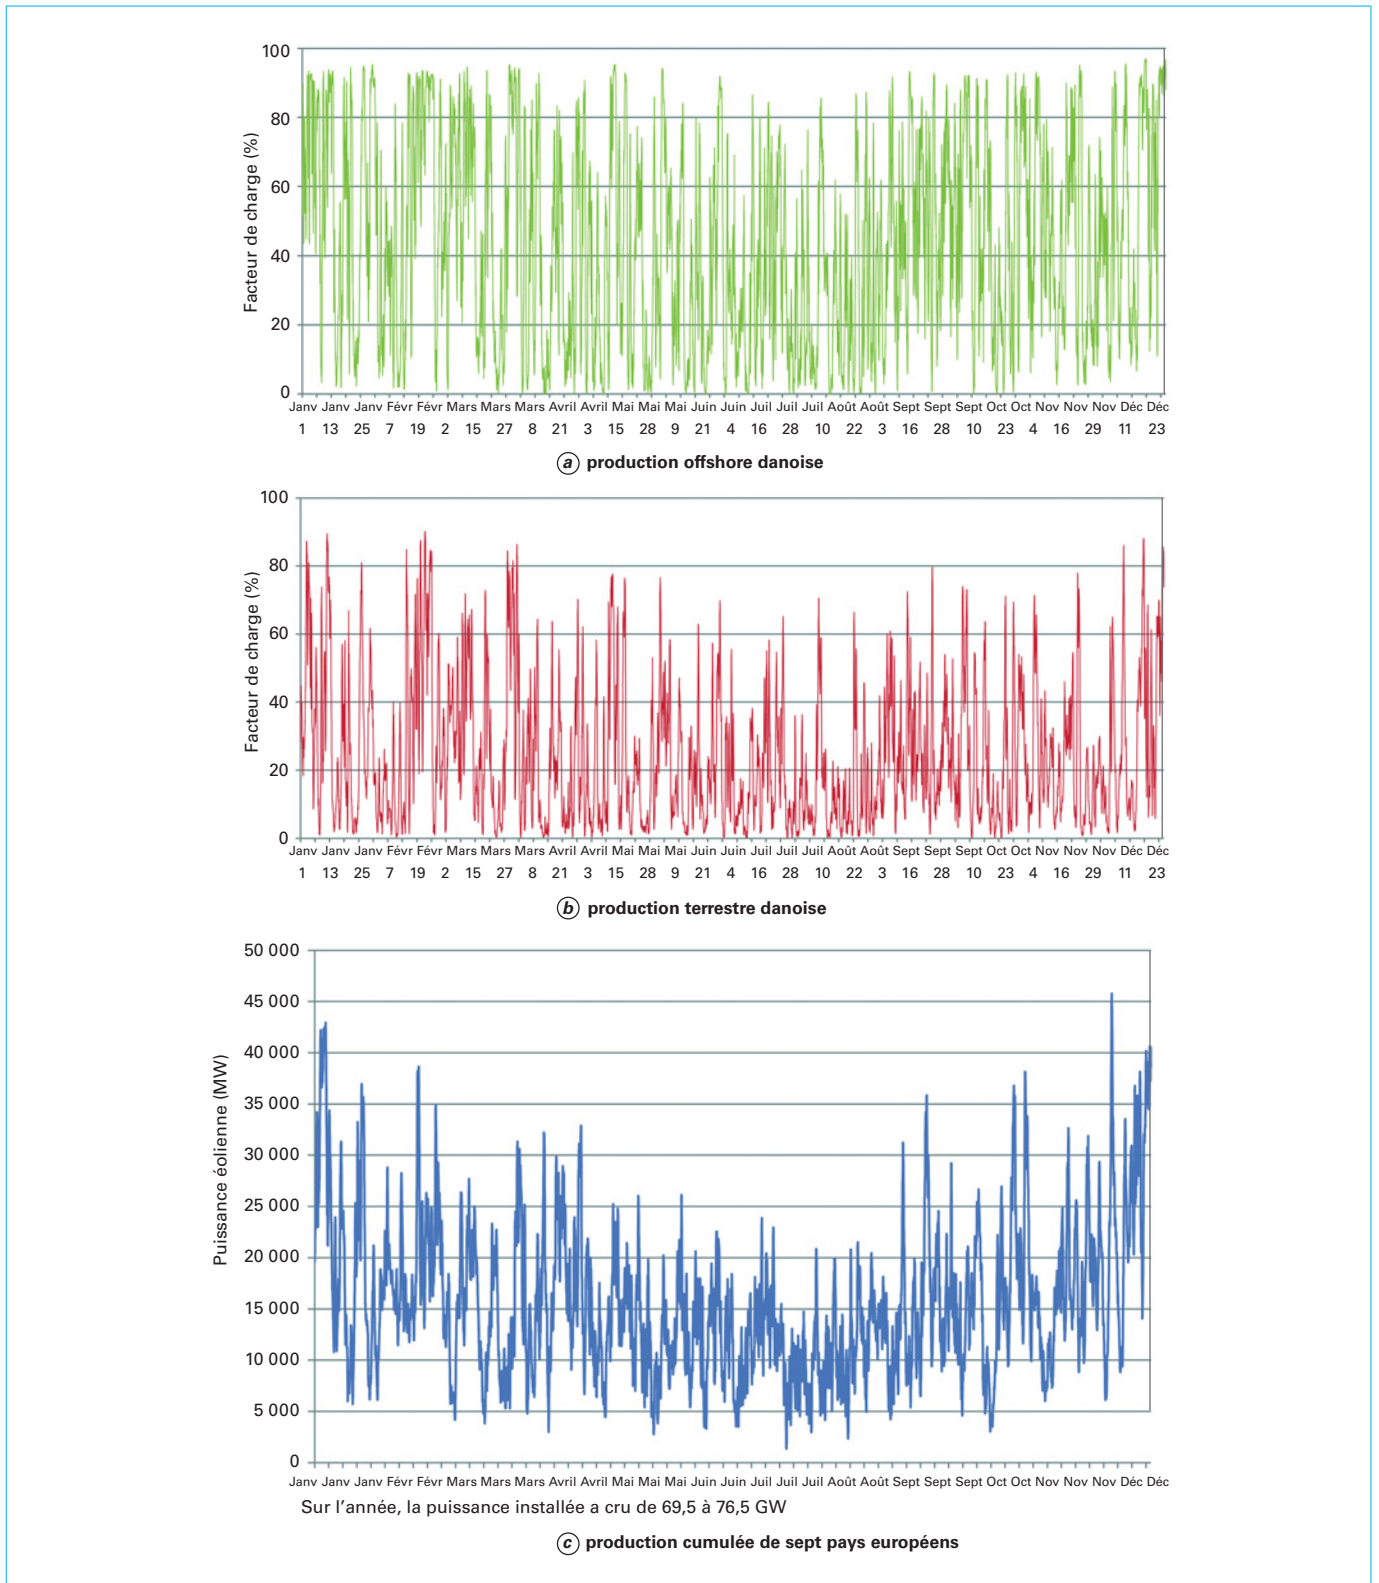 100
80
60
40
20
0
Facteur de charge (%)
Janv Janv Janv Févr Févr Mars Mars Mars Avril Avril Mai Mai Mai Juin Juin Juil Juil Juil Août Août Sept Sept Sept Oct Oct Nov Nov Nov Déc Déc
1 13 25 7 19 2 15 27 8 21 3 15 28 9 21 4 16 28 10 22 3 16 28 10 23 4 16 29 11 23
a production offshore danoise
100
80
60
40
20
0
Facteur de charge (%)
Janv Janv Janv Févr Févr Mars Mars Mars Avril Avril Mai Mai Mai Juin Juin Juil Juil Juil Août Août Sept Sept Sept Oct Oct Nov Nov Nov Déc Déc
1 13 25 7 19 2 15 27 8 21 3 15 28 9 21 4 16 28 10 22 3 16 28 10 23 4 16 29 11 23
b production terrestre danoise
50 000
45 000
40 000
35 000
30 000
25 000
20 000
15 000
10 000
5 000
0
Puissance éolienne (MW)
Janv Janv Janv Févr Févr Mars Mars Mars Avril Avril Mai Mai Mai Juin Juin Juil Juil Juil Août Août Sept Sept Sept Oct Oct Nov Nov Nov Déc Déc
Sur l'année, la puissance installée a cru de 69,5 à 76,5 GW
c production cumulée de sept pays européens